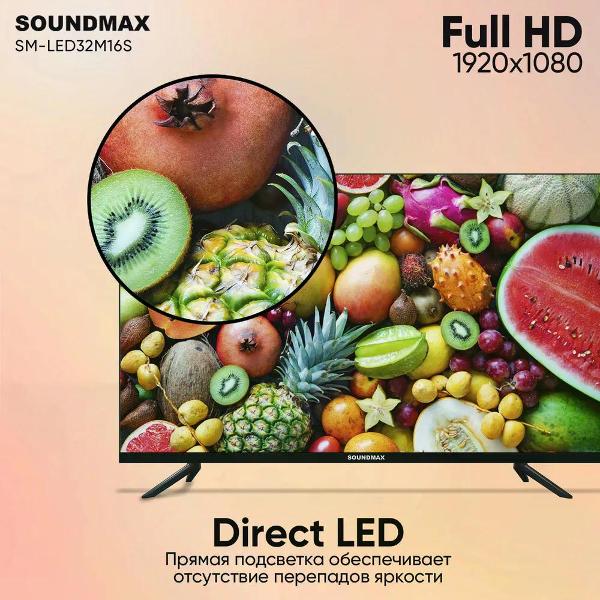 SOUNDMAX
SM-LED32M16S
Full HD
1920x1080
SOUNDMAX
Direct LED
Прямая подсветка обеспечивает
отсутствие перепадов яркости